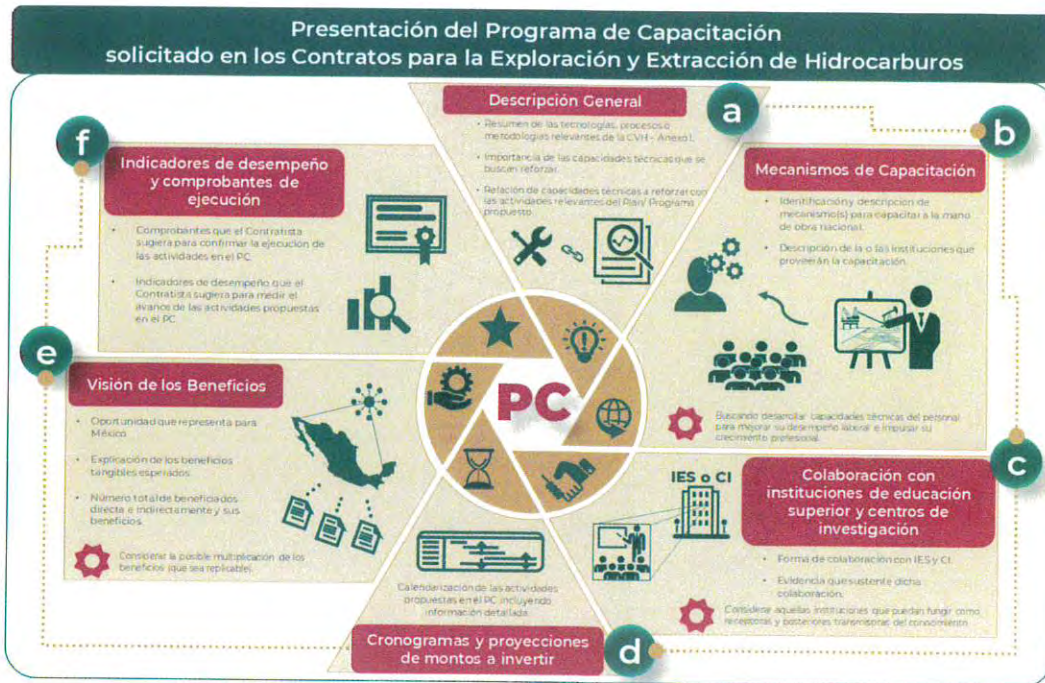 Presentación del Programa de Capacitación
solicitado en los Contratos para la Exploración y Extracción de Hidrocarburos
a
Descripción General
• Resumen de las tecnologías, procesos o
metodologías relevantes de la CVH - Anexo I.
• Importancia de las capacidades técnicas que se
buscan reforzar.
• Relación de capacidades técnicas a reforzar con
las actividades relevantes del Plan/ Programa
propuesto.
b
Mecanismos de Capacitación
• Identificación y descripción de
mecanismo(s) para capacitar a la mano
de obra nacional.
• Descripción de la o las instituciones que
proveerán la capacitación.
Buscando desarrollar capacidades técnicas del personal
para mejorar su desempeño laboral e impulsar su
crecimiento profesional.
c
IES o CI
Colaboración con
instituciones de educación
superior y centros de
investigación
• Forma de colaboración con IES y CI.
• Evidencia que sustente dicha
colaboración.
Considerar aquellas instituciones que puedan fungir como
receptoras y posteriores transmisoras del conocimiento.
d
Calendarización de las actividades
propuestas en el PC incluyendo
información detallada.
Cronogramas y proyecciones
de montos a invertir
e
Visión de los Beneficios
• Oportunidad que representa para
México.
• Explicación de los beneficios
tangibles esperados.
• Número total de beneficiados
directa e indirectamente y sus
beneficios.
Considerar la posible multiplicación de los
beneficios (que sea replicable).
f
Indicadores de desempeño
y comprobantes de
ejecución
• Comprobantes que el Contratista
sugiera para confirmar la ejecución de
las actividades en el PC.
• Indicadores de desempeño que el
Contratista sugiera para medir el
avance de las actividades propuestas
en el PC.
PC